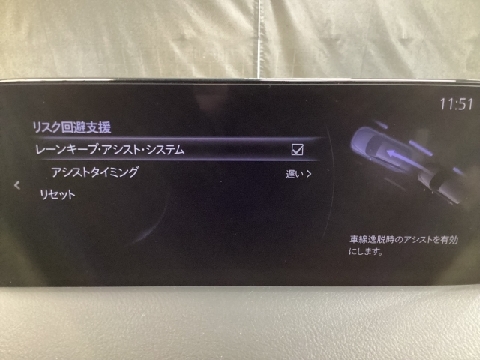 11:51
リスク回避支援
レーンキープ・アシスト・システム
アシストタイミング 遅い
リセット
車線逸脱時のアシストを有効
にします。